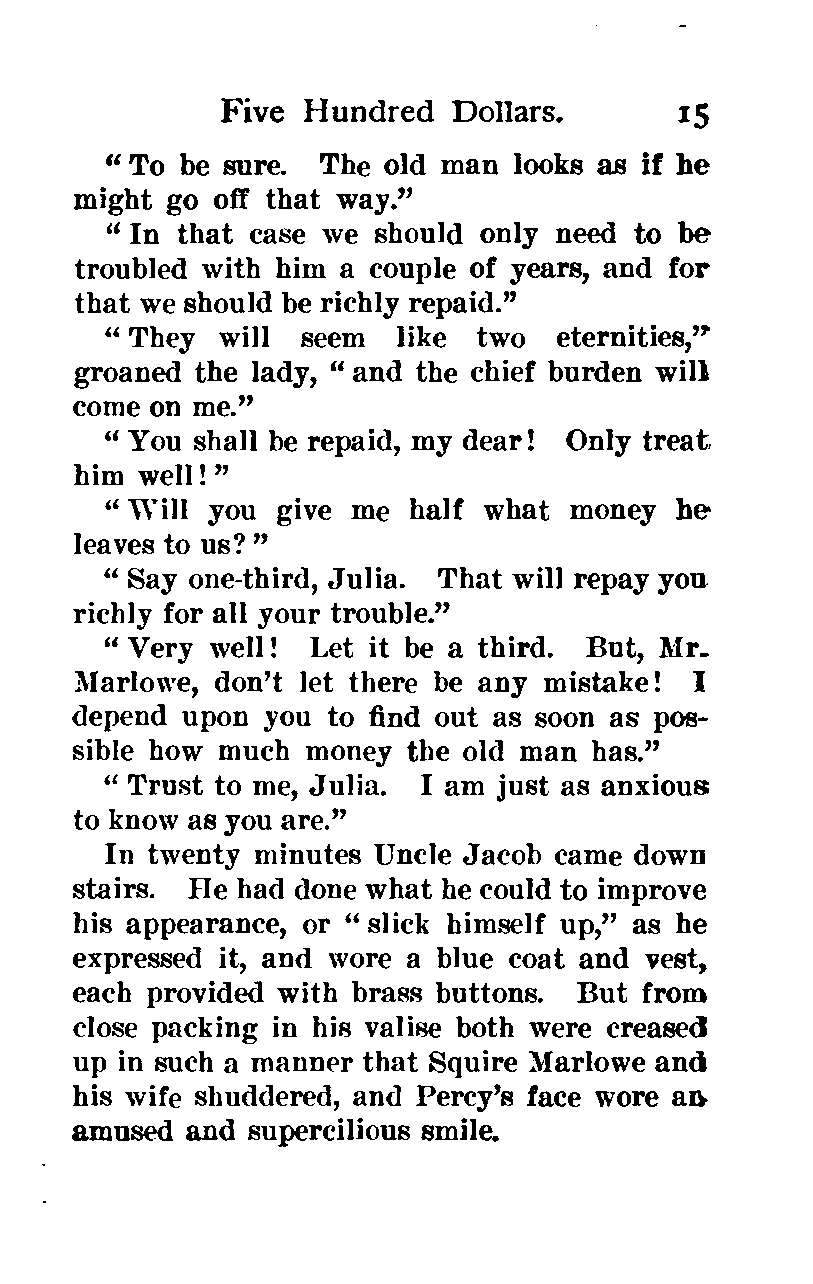 Five Hundred Dollars. 15
“To be sure. The old man looks as if he
might go off that way.”
“In that case we should only need to be
troubled with him a couple of years, and for
that we should be richly repaid.”
“They will seem like two eternities,”
groaned the lady, “and the chief burden will
come on me.”
“You shall be repaid, my dear! Only treat
him well!”
“Will you give me half what money he
leaves to us?”
“Say one-third, Julia. That will repay you
richly for all your trouble.”
“Very well! Let it be a third. But, Mr.
Marlowe, don’t let there be any mistake! I
depend upon you to find out as soon as pos-
sible how much money the old man has.”
“Trust to me, Julia. I am just as anxious
to know as you are.”
In twenty minutes Uncle Jacob came down
stairs. He had done what he could to improve
his appearance, or “slick himself up,” as he
expressed it, and wore a blue coat and vest,
each provided with brass buttons. But from
close packing in his valise both were creased
up in such a manner that Squire Marlowe and
his wife shuddered, and Percy’s face wore an
amused and supercilious smile.